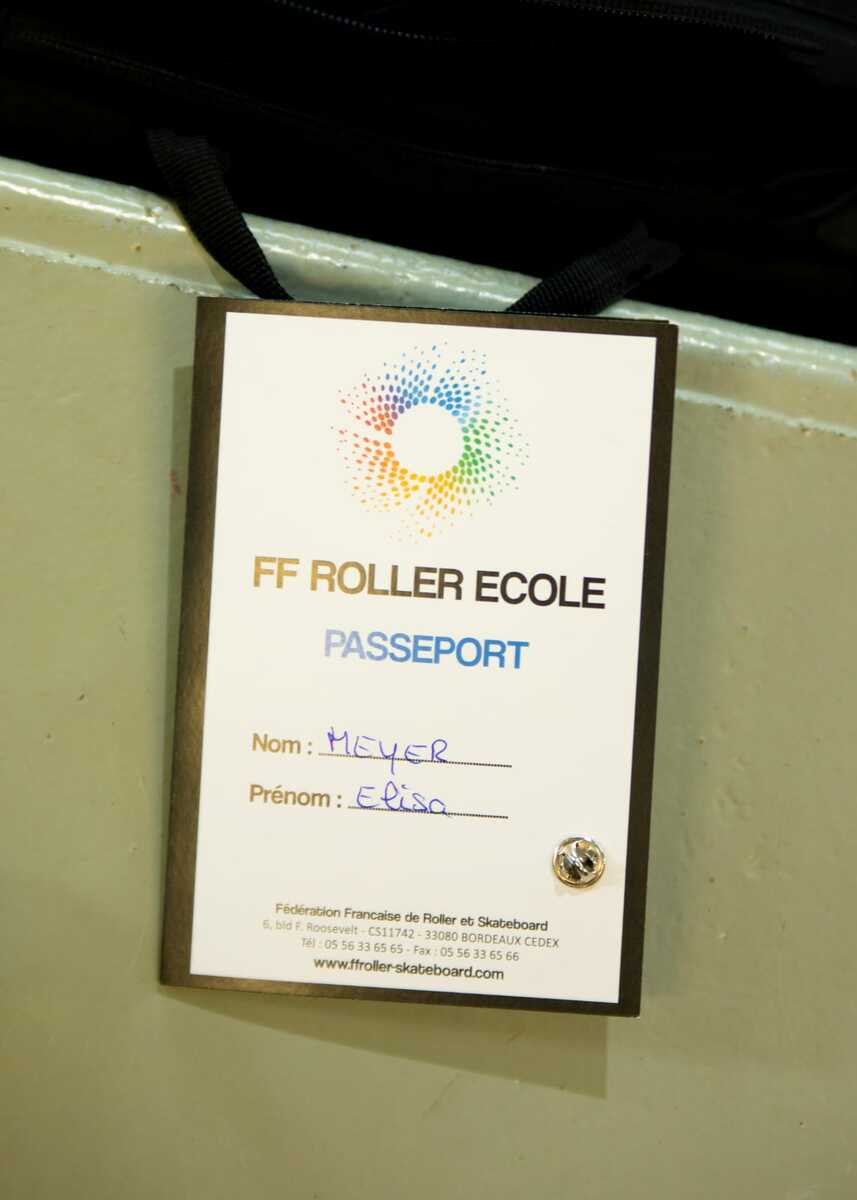 FF ROLLER ECOLE
PASSEPORT
Nom : MEYER
Prénom : Elisa
Fédération Francaise de Roller et Skateboard
6, bld F. Roosevelt - CS11742 - 33080 BORDEAUX CEDEX
Tél : 05 56 33 65 65 - Fax : 05 56 33 65 66
www.ffroller-skateboard.com